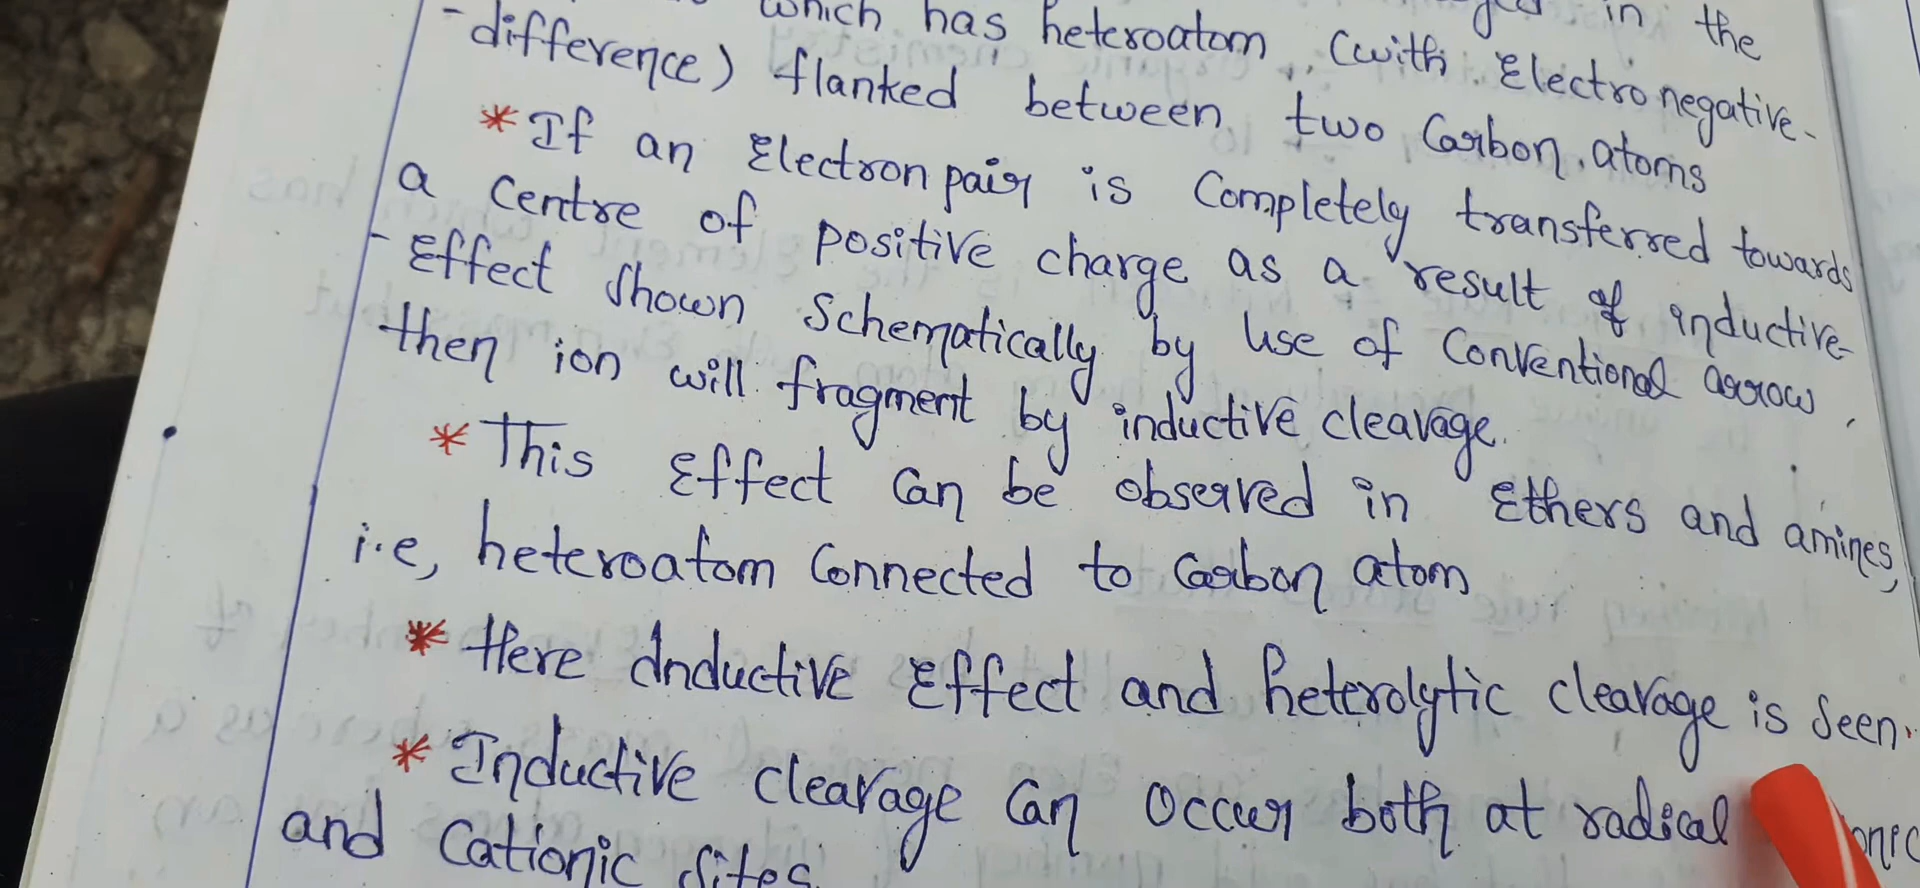 which has heteroatom (with Electronegative-
-difference) flanked between two Carbon atoms in the
* If an Electron pair is Completely transferred towards
a centre of positive charge as a result of inductive-
-Effect shown Schematically by use of Conventional arrow
then ion will fragment by inductive cleavage.
* This Effect can be observed in Ethers and amines,
i.e, heteroatom Connected to Carbon atom
* Here Inductive Effect and heterolytic cleavage is seen.
* Inductive cleavage Can occur both at radical
and Cationic sites.